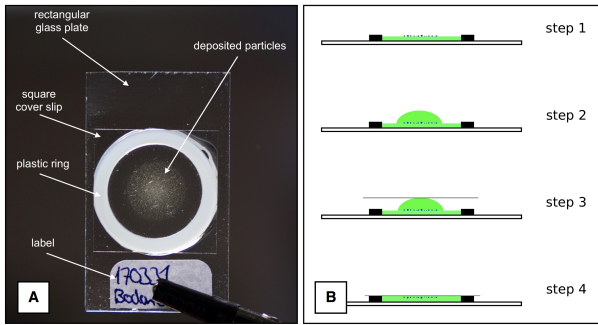 rectangular
glass plate
deposited particles
square
cover slip
plastic ring
label
170331
A
step 1
step 2
step 3
step 4
B